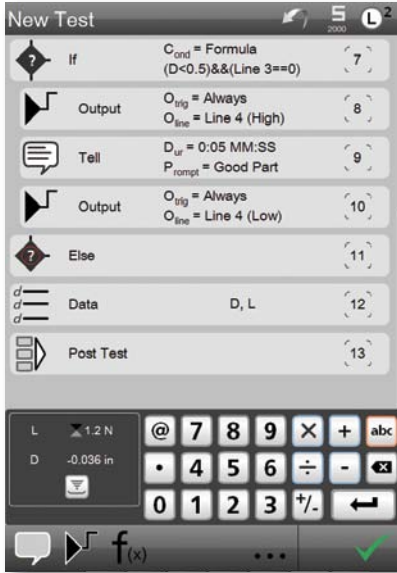 New Test
5
2000
L2
If
Cond = Formula
(D<0.5)&&(Line 3==0)
7
Output
Otrig = Always
Oline = Line 4 (High)
8
Tell
Dur = 0:05 MM:SS
Prompt = Good Part
9
Output
Otrig = Always
Oline = Line 4 (Low)
10
? Else
11
d
d
d
Data
D, L
12
Post Test
13
L 1.2 N
D -0.036 in
@ 7 8 9 × + abc
• 4 5 6 ÷ -
0 1 2 3 +/-
f(x)
...